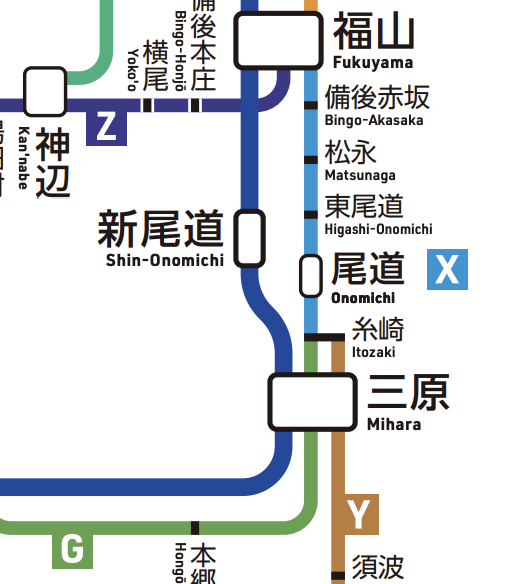 備後本庄
Bingo-Honjō
横尾
Yoko'o
福山
Fukuyama
備後赤坂
Bingo-Akasaka
Z
神辺
Kan'nabe
松永
Matsunaga
東尾道
Higashi-Onomichi
新尾道
Shin-Onomichi
尾道
Onomichi
X
糸崎
Itozaki
三原
Mihara
Y
G
本郷
Hongō
須波